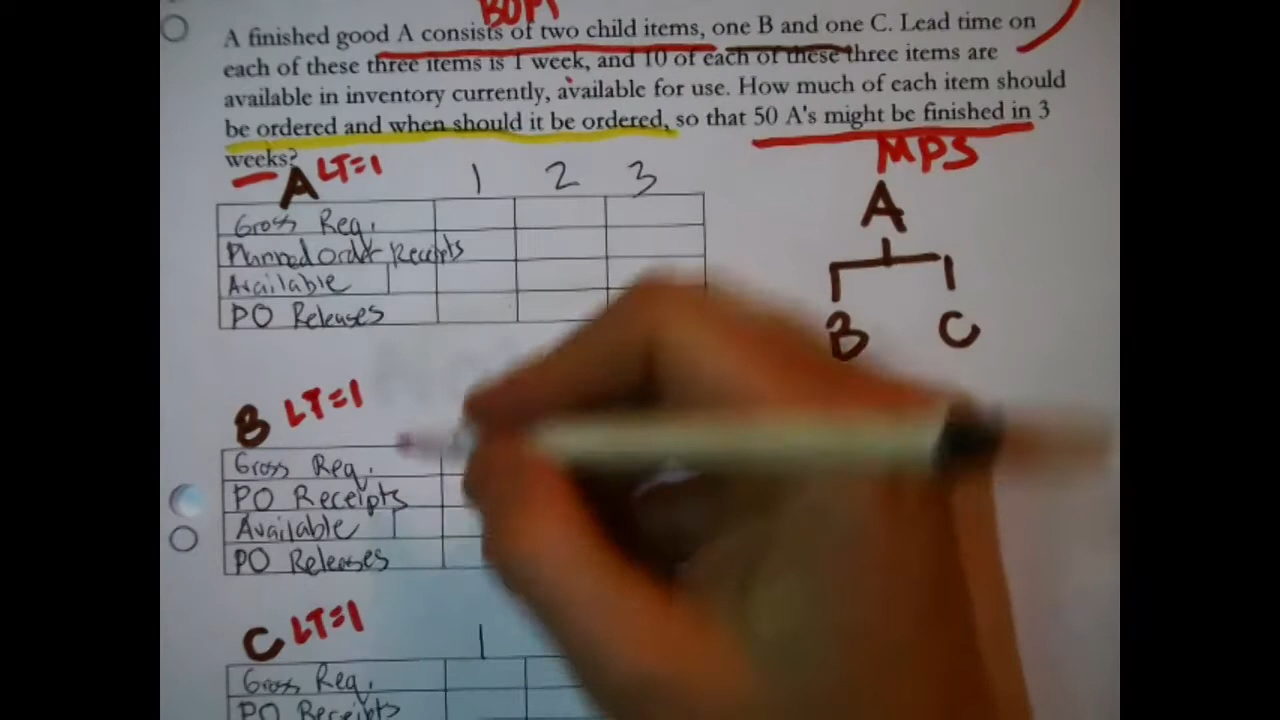 BOM
A finished good A consists of two child items, one B and one C. Lead time on
each of these three items is 1 week, and 10 of each of these three items are
available in inventory currently, available for use. How much of each item should
be ordered and when should it be ordered, so that 50 A's might be finished in 3
weeks?
MPS
A LT=1
1 2 3
Gross Req.
Planned Order Receipts
Available
PO Releases
A
B C
B LT=1
Gross Req.
PO Receipts
Available
PO Releases
C LT=1
1
Gross Req.
PO Receipts